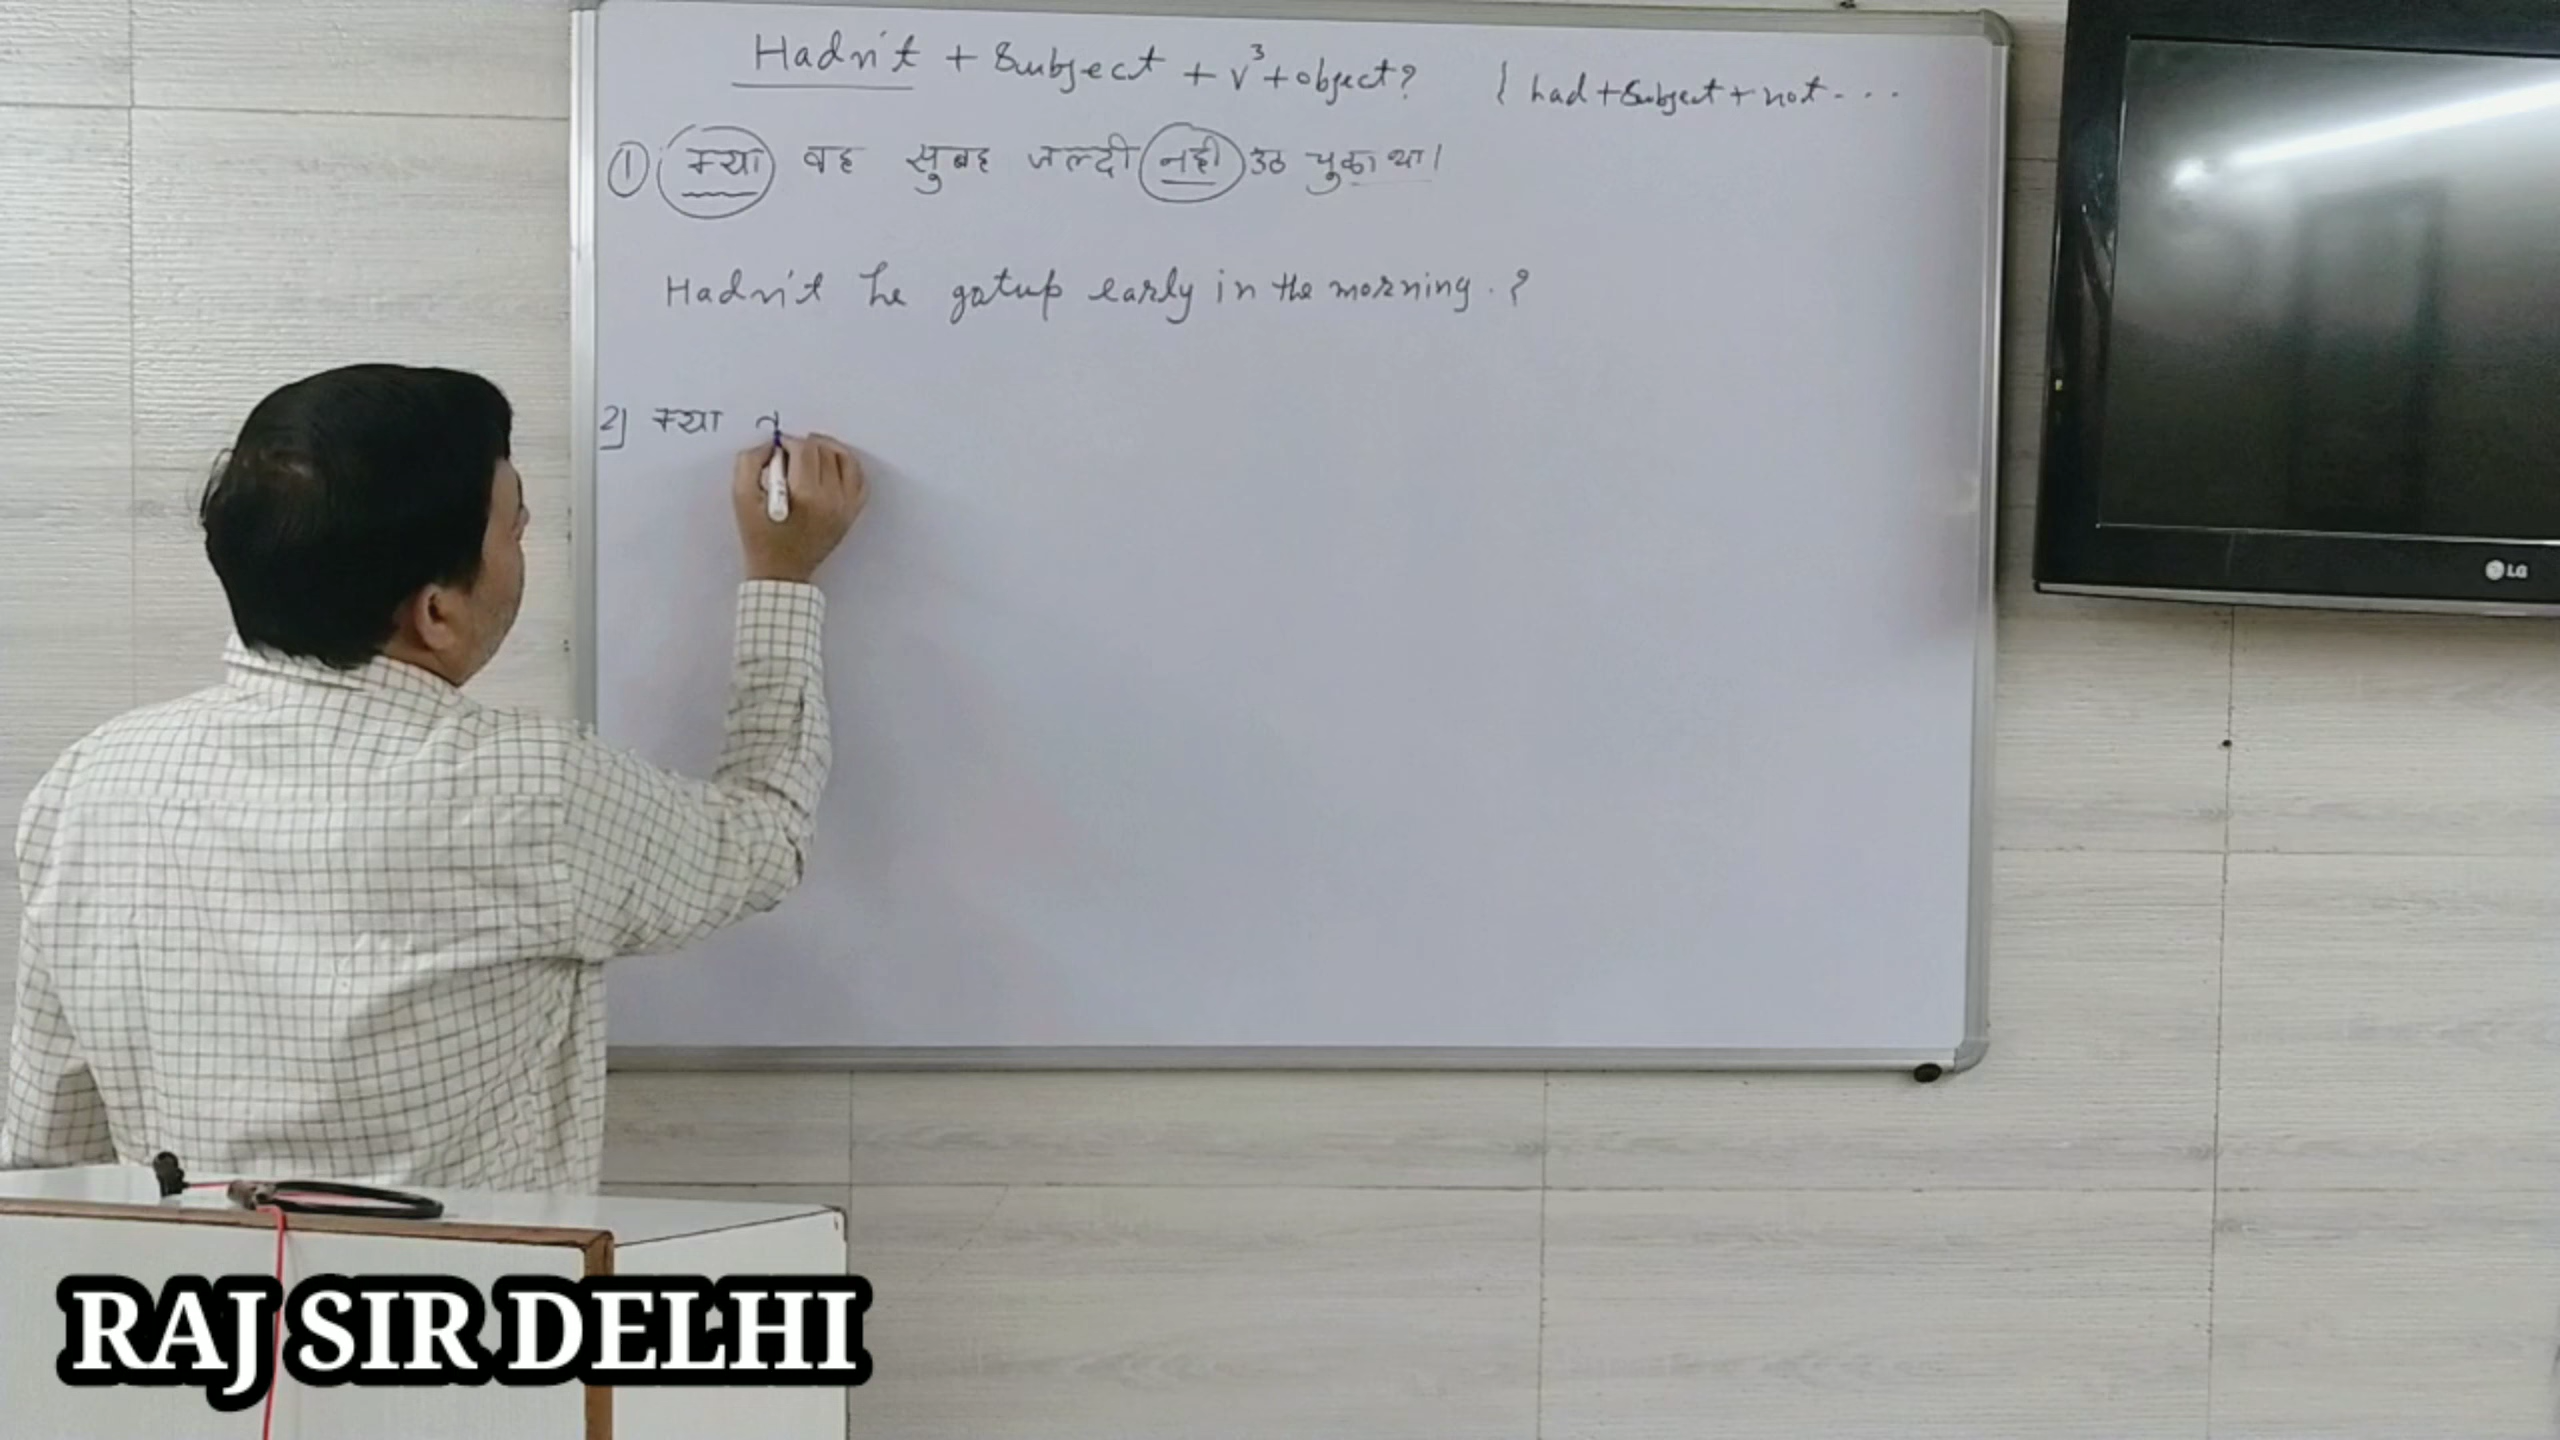 Hadn't + Subject + V³ + object? { had + Subject + not - ...
① क्या वह सुबह जल्दी नही उठ चुका था।
Hadn't he gotup early in the morning. ?
2] क्या त
LG
RAJ SIR DELHI